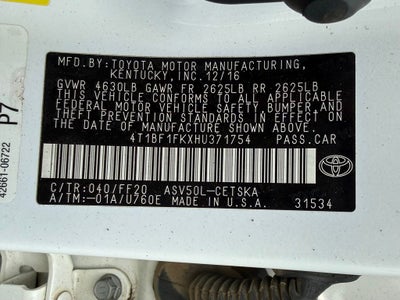 MFD.BY:TOYOTA MOTOR MANUFACTURING,
KENTUCKY,INC.12/16
GVWR 4630LB GAWR FR 2625LB RR 2625LB
THIS VEHICLE CONFORMS TO ALL APPLICABLE
FEDERAL MOTOR VEHICLE SAFETY,BUMPER,AND
THEFT PREVENTION STANDARDS IN EFFECT ON
THE DATE OF MANUFACTURE SHOWN ABOVE.
4T1BF1FKXHU371754 PASS.CAR
TOYOTA
C/TR:040/FF20 ASV50L-CETSKA
A/TM:-01A/U760E MADE IN U.S.A. 31534
P7
42661-06722